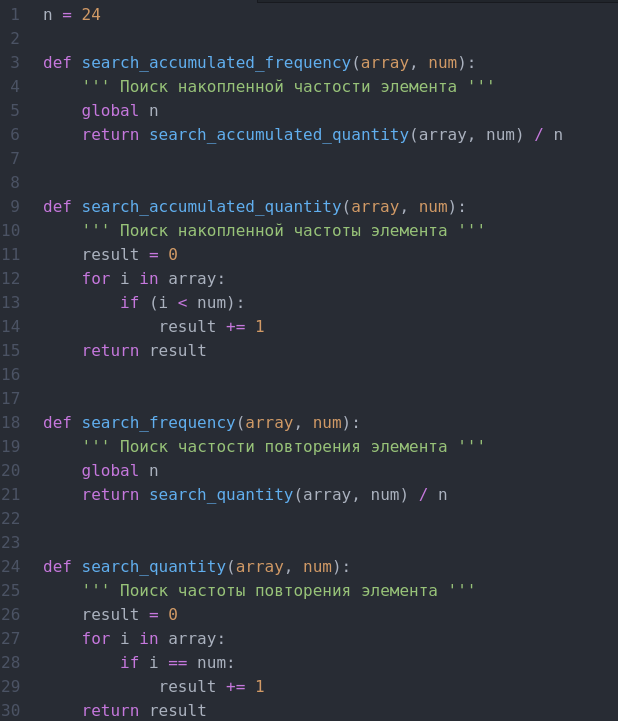 1 n = 24
2
3 def search_accumulated_frequency(array, num):
4     ''' Поиск накопленной частости элемента '''
5     global n
6     return search_accumulated_quantity(array, num) / n
7
8
9 def search_accumulated_quantity(array, num):
10     ''' Поиск накопленной частоты элемента '''
11     result = 0
12     for i in array:
13         if (i < num):
14             result += 1
15     return result
16
17
18 def search_frequency(array, num):
19     ''' Поиск частости повторения элемента '''
20     global n
21     return search_quantity(array, num) / n
22
23
24 def search_quantity(array, num):
25     ''' Поиск частоты повторения элемента '''
26     result = 0
27     for i in array:
28         if i == num:
29             result += 1
30     return result